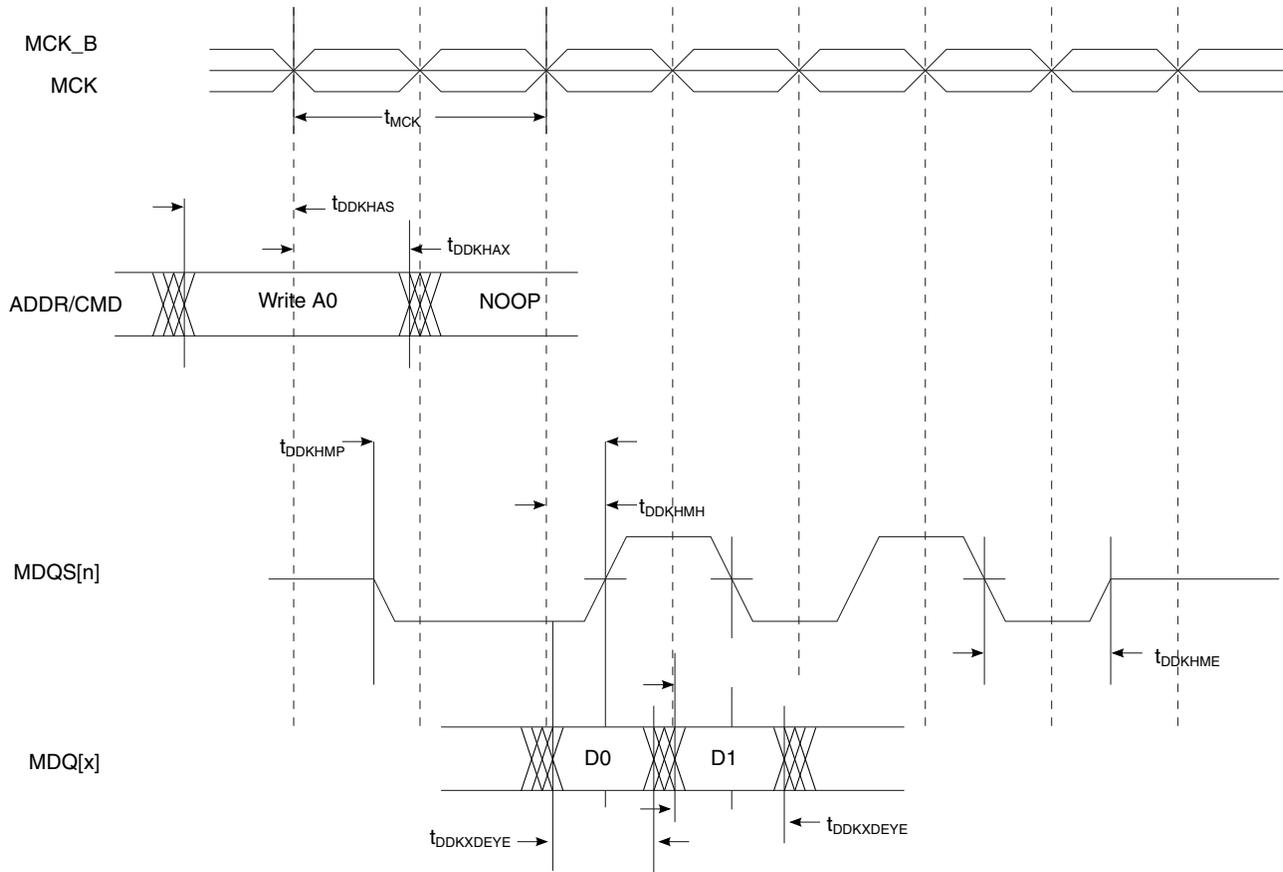 MCK_B
MCK
tMCK
tDDKHAS
tDDKHAX
ADDR/CMD
Write A0
NOOP
tDDKHMP
tDDKHMH
MDQS[n]
tDDKHME
MDQ[x]
D0
D1
tDDKXDEYE
tDDKXDEYE